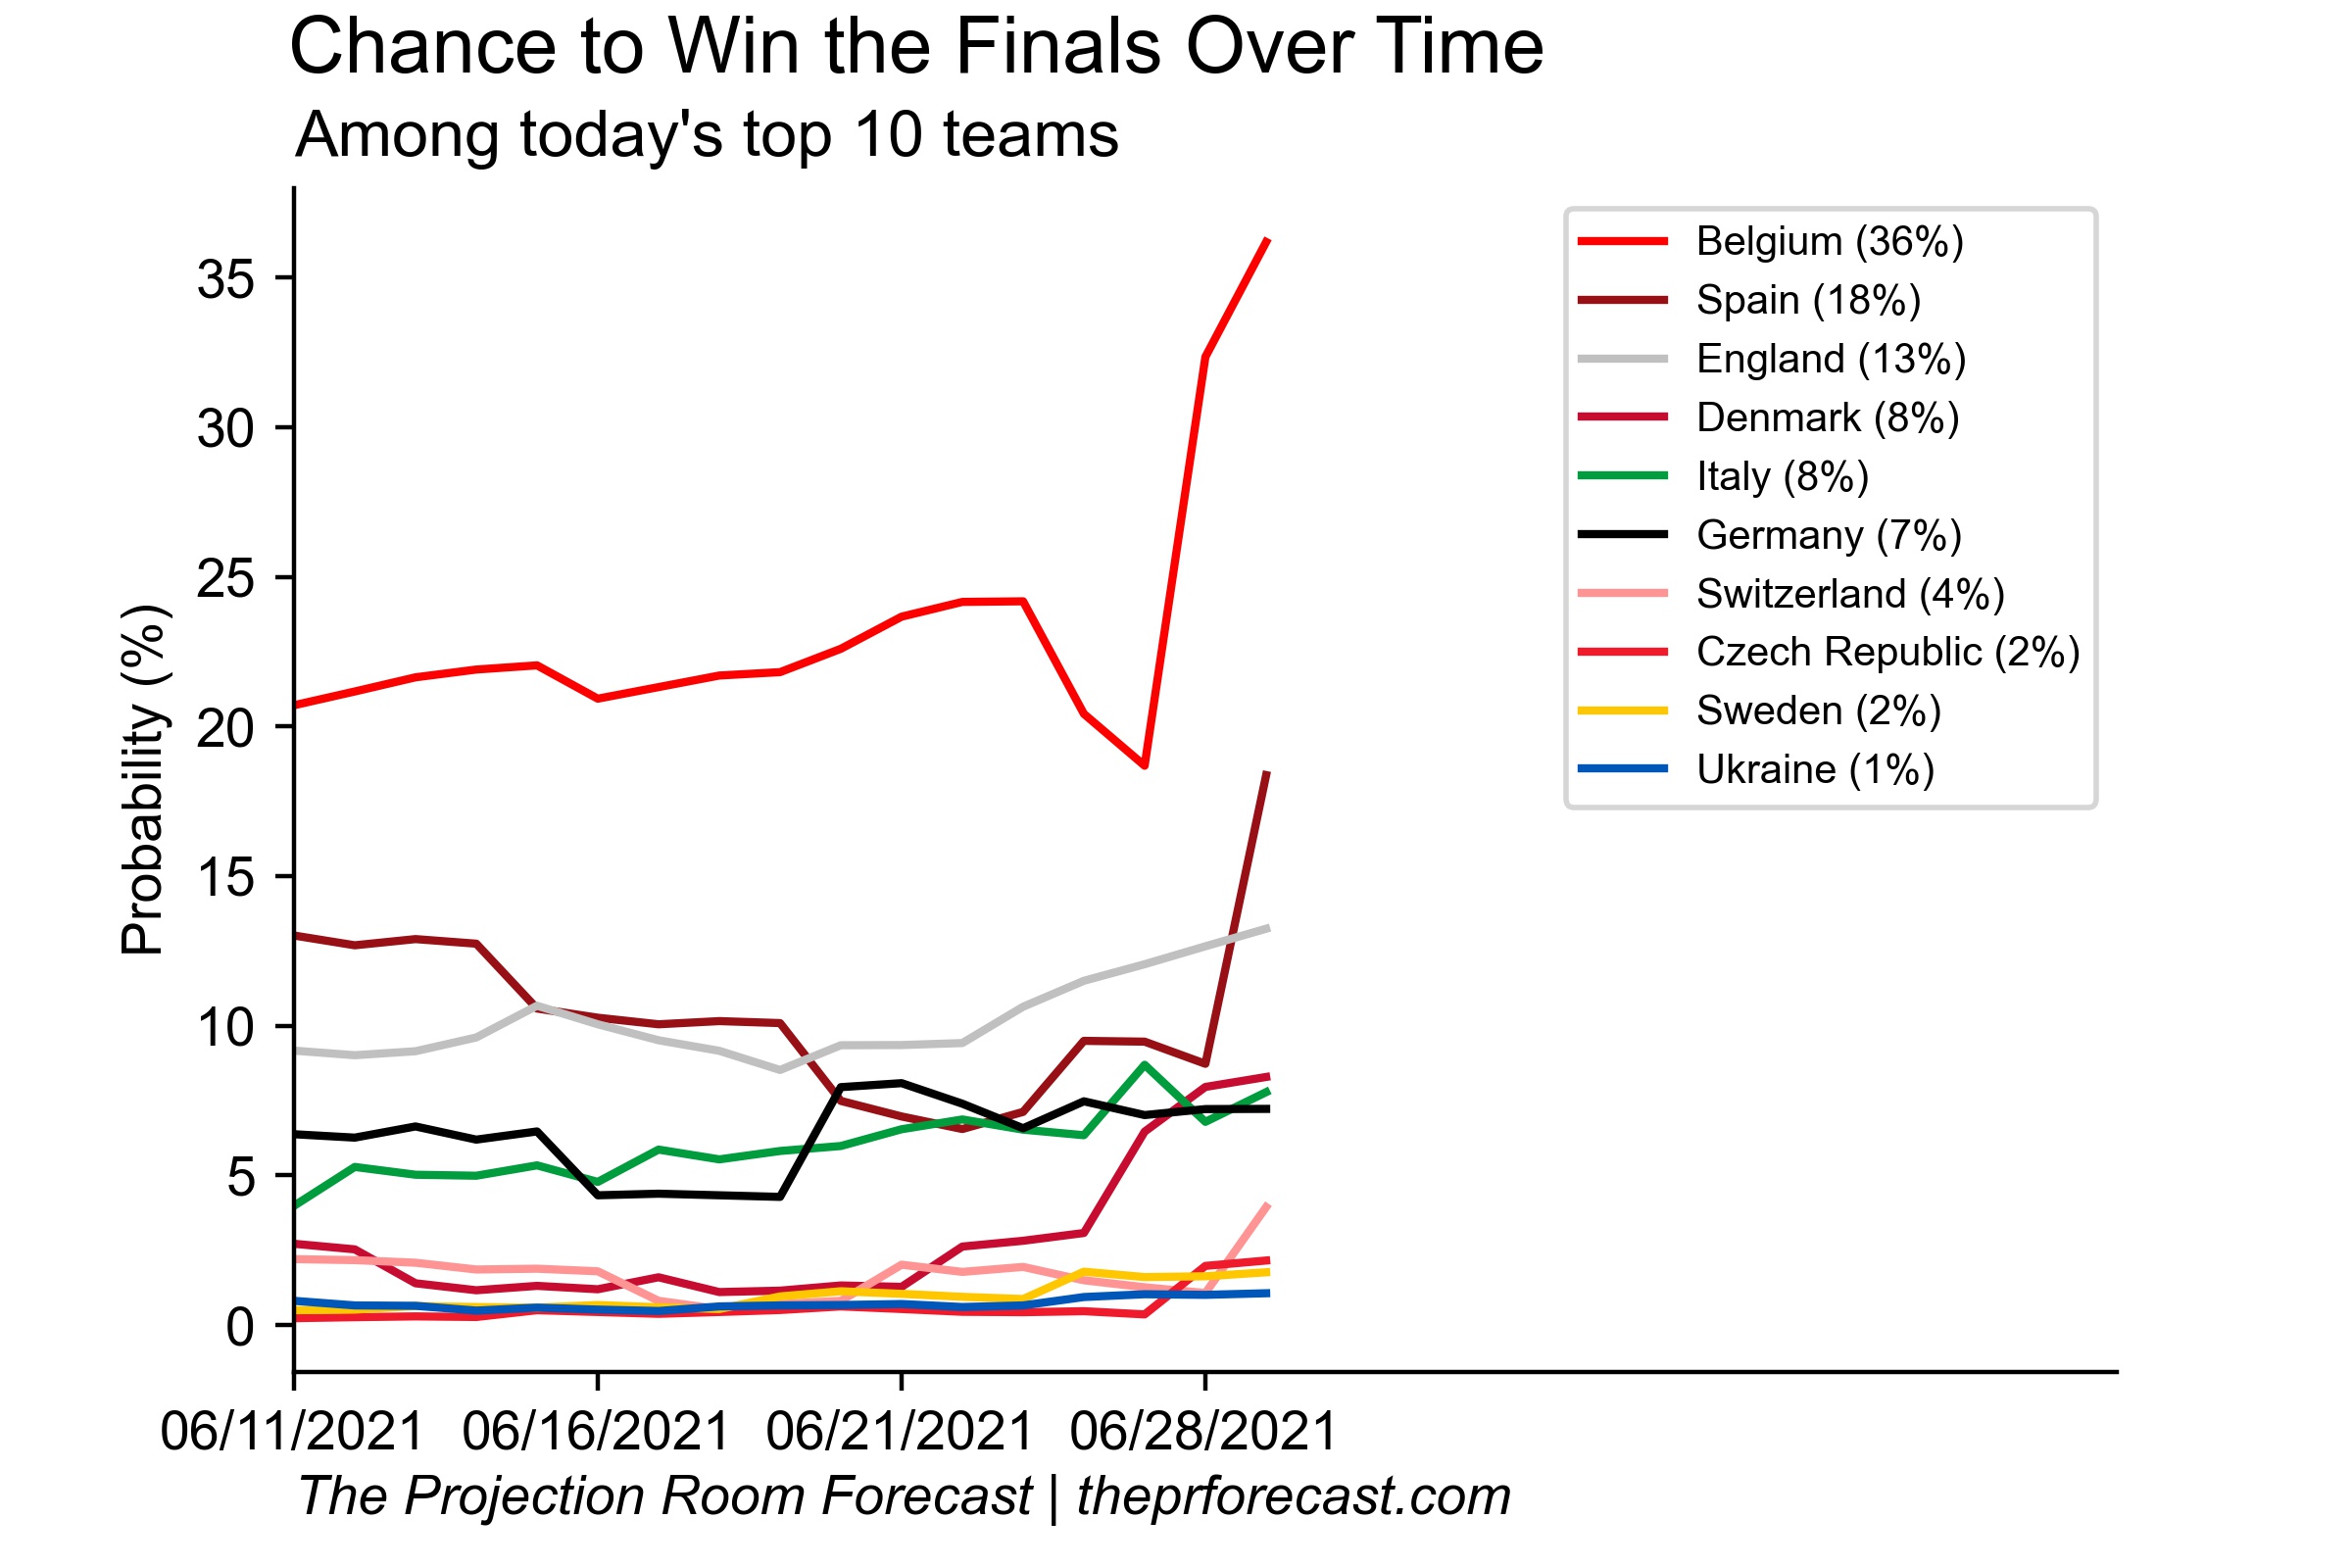 Chance to Win the Finals Over Time
Among today's top 10 teams
Probability (%)
35
30
25
20
15
10
5
0
06/11/2021 06/16/2021 06/21/2021 06/28/2021
Belgium (36%)
Spain (18%)
England (13%)
Denmark (8%)
Italy (8%)
Germany (7%)
Switzerland (4%)
Czech Republic (2%)
Sweden (2%)
Ukraine (1%)
The Projection Room Forecast | theprforecast.com